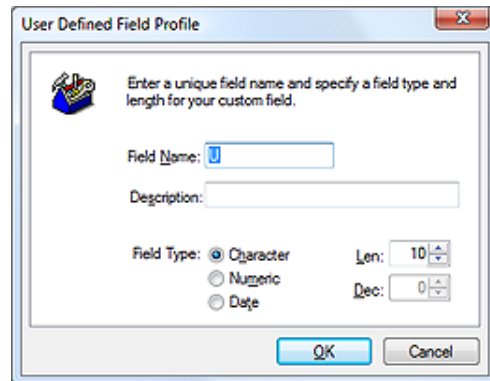 User Defined Field Profile
Enter a unique field name and specify a field type and
length for your custom field.
Field Name: U
Description:
Field Type: Character Len: 10
Numeric Dec: 0
Date
OK Cancel